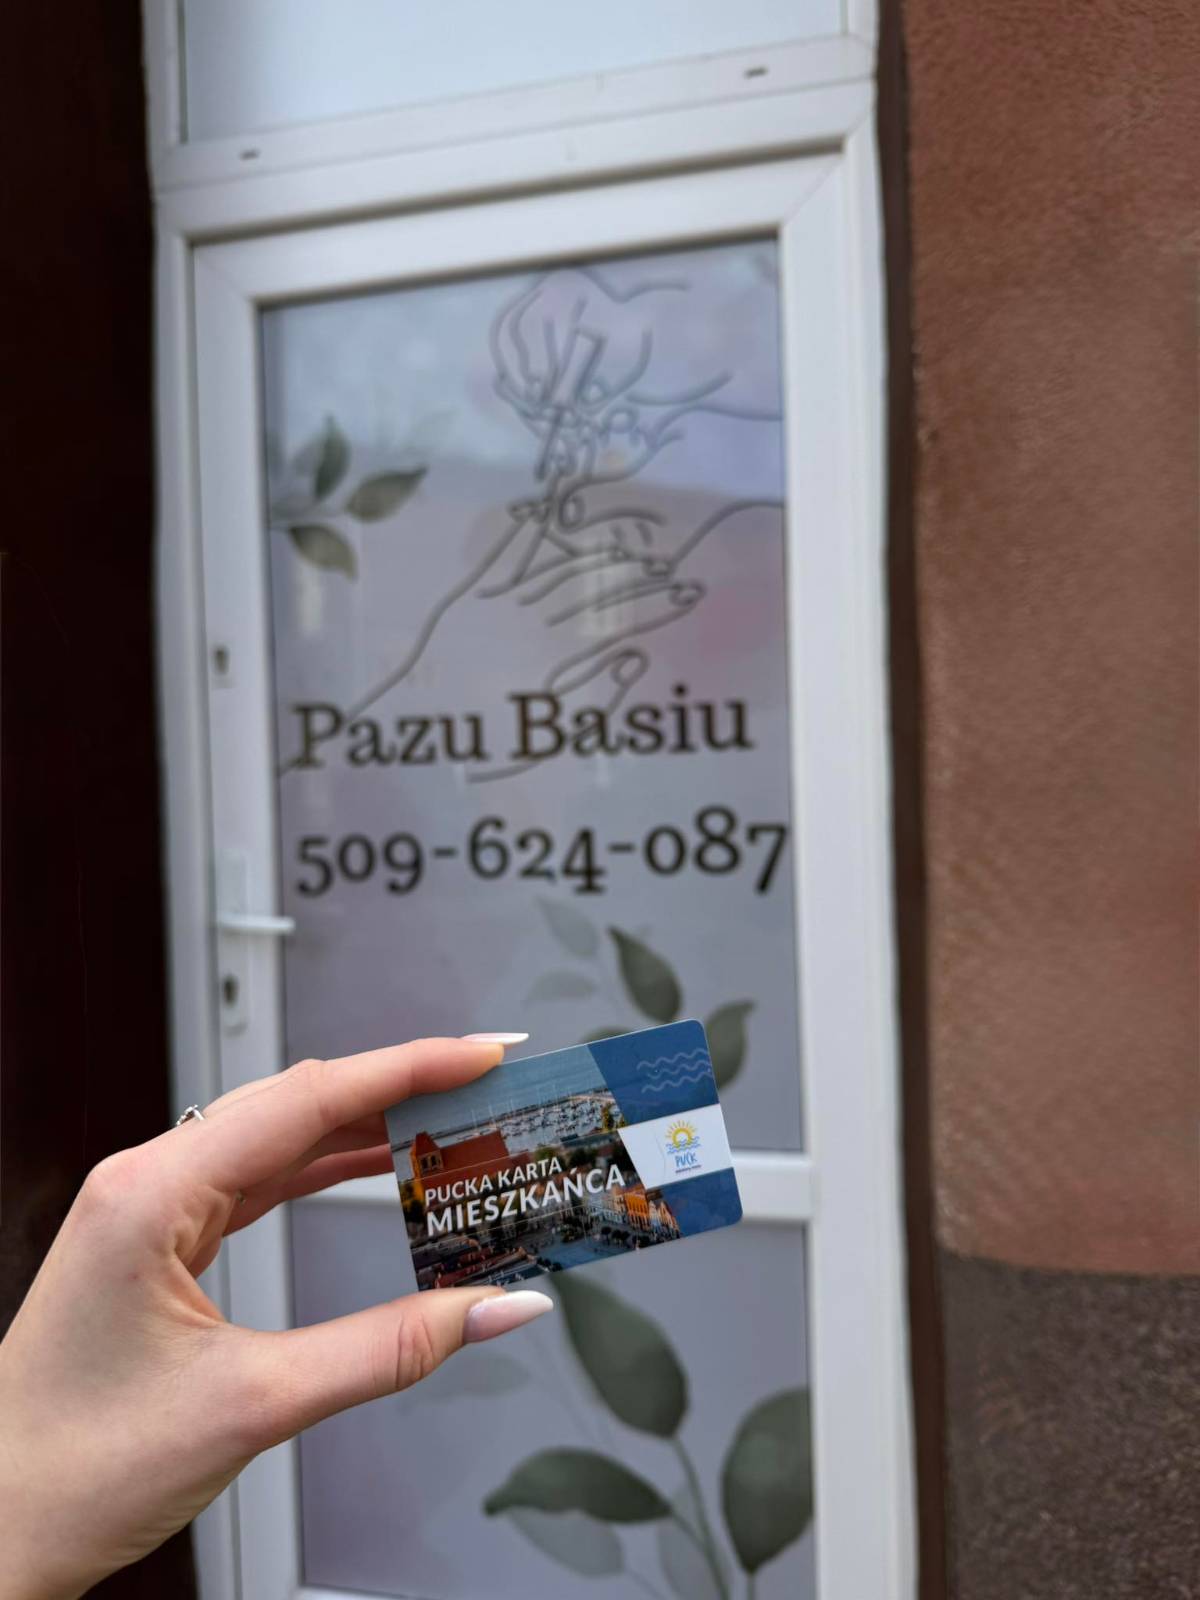 Pazu Basiu
509-624-087
PUCKA KARTA
MIESZKAŃCA
PUCK